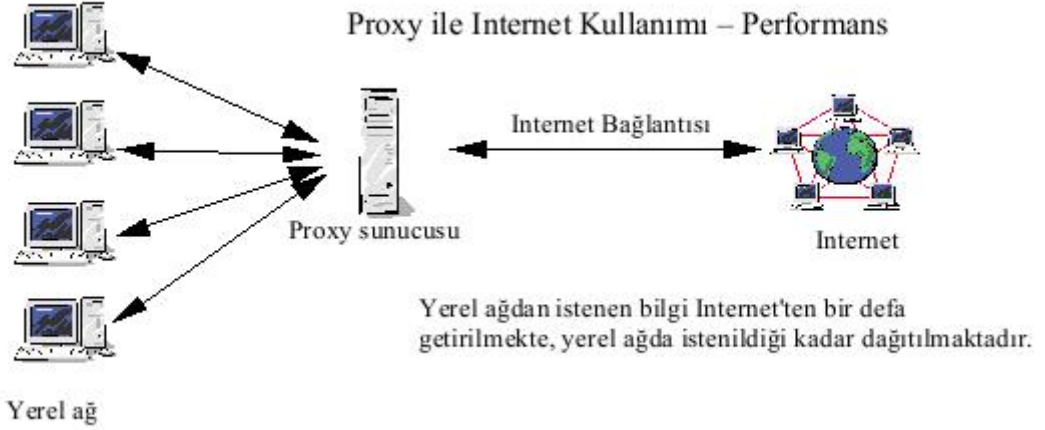 Proxy ile Internet Kullanımı – Performans
Internet Bağlantısı
Proxy sunucusu
Internet
Yerel ağdan istenen bilgi Internet'ten bir defa
getirilmekte, yerel ağda istenildiği kadar dağıtılmaktadır.
Yerel ağ